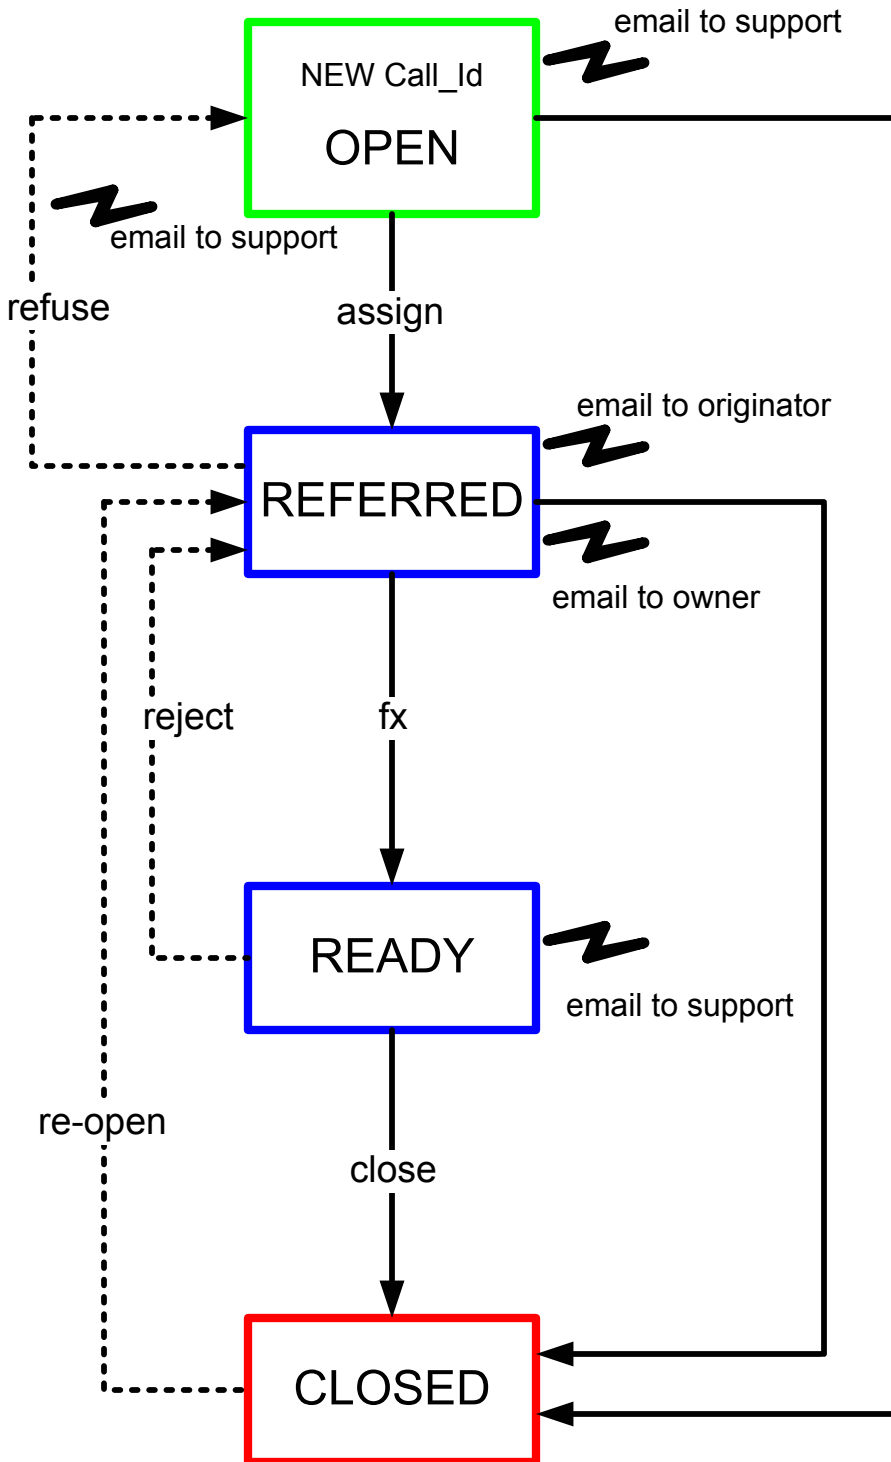 email to support
NEW Call_Id
OPEN
email to support
refuse
assign
email to originator
REFERRED
email to owner
reject
fx
READY
email to support
re-open
close
CLOSED